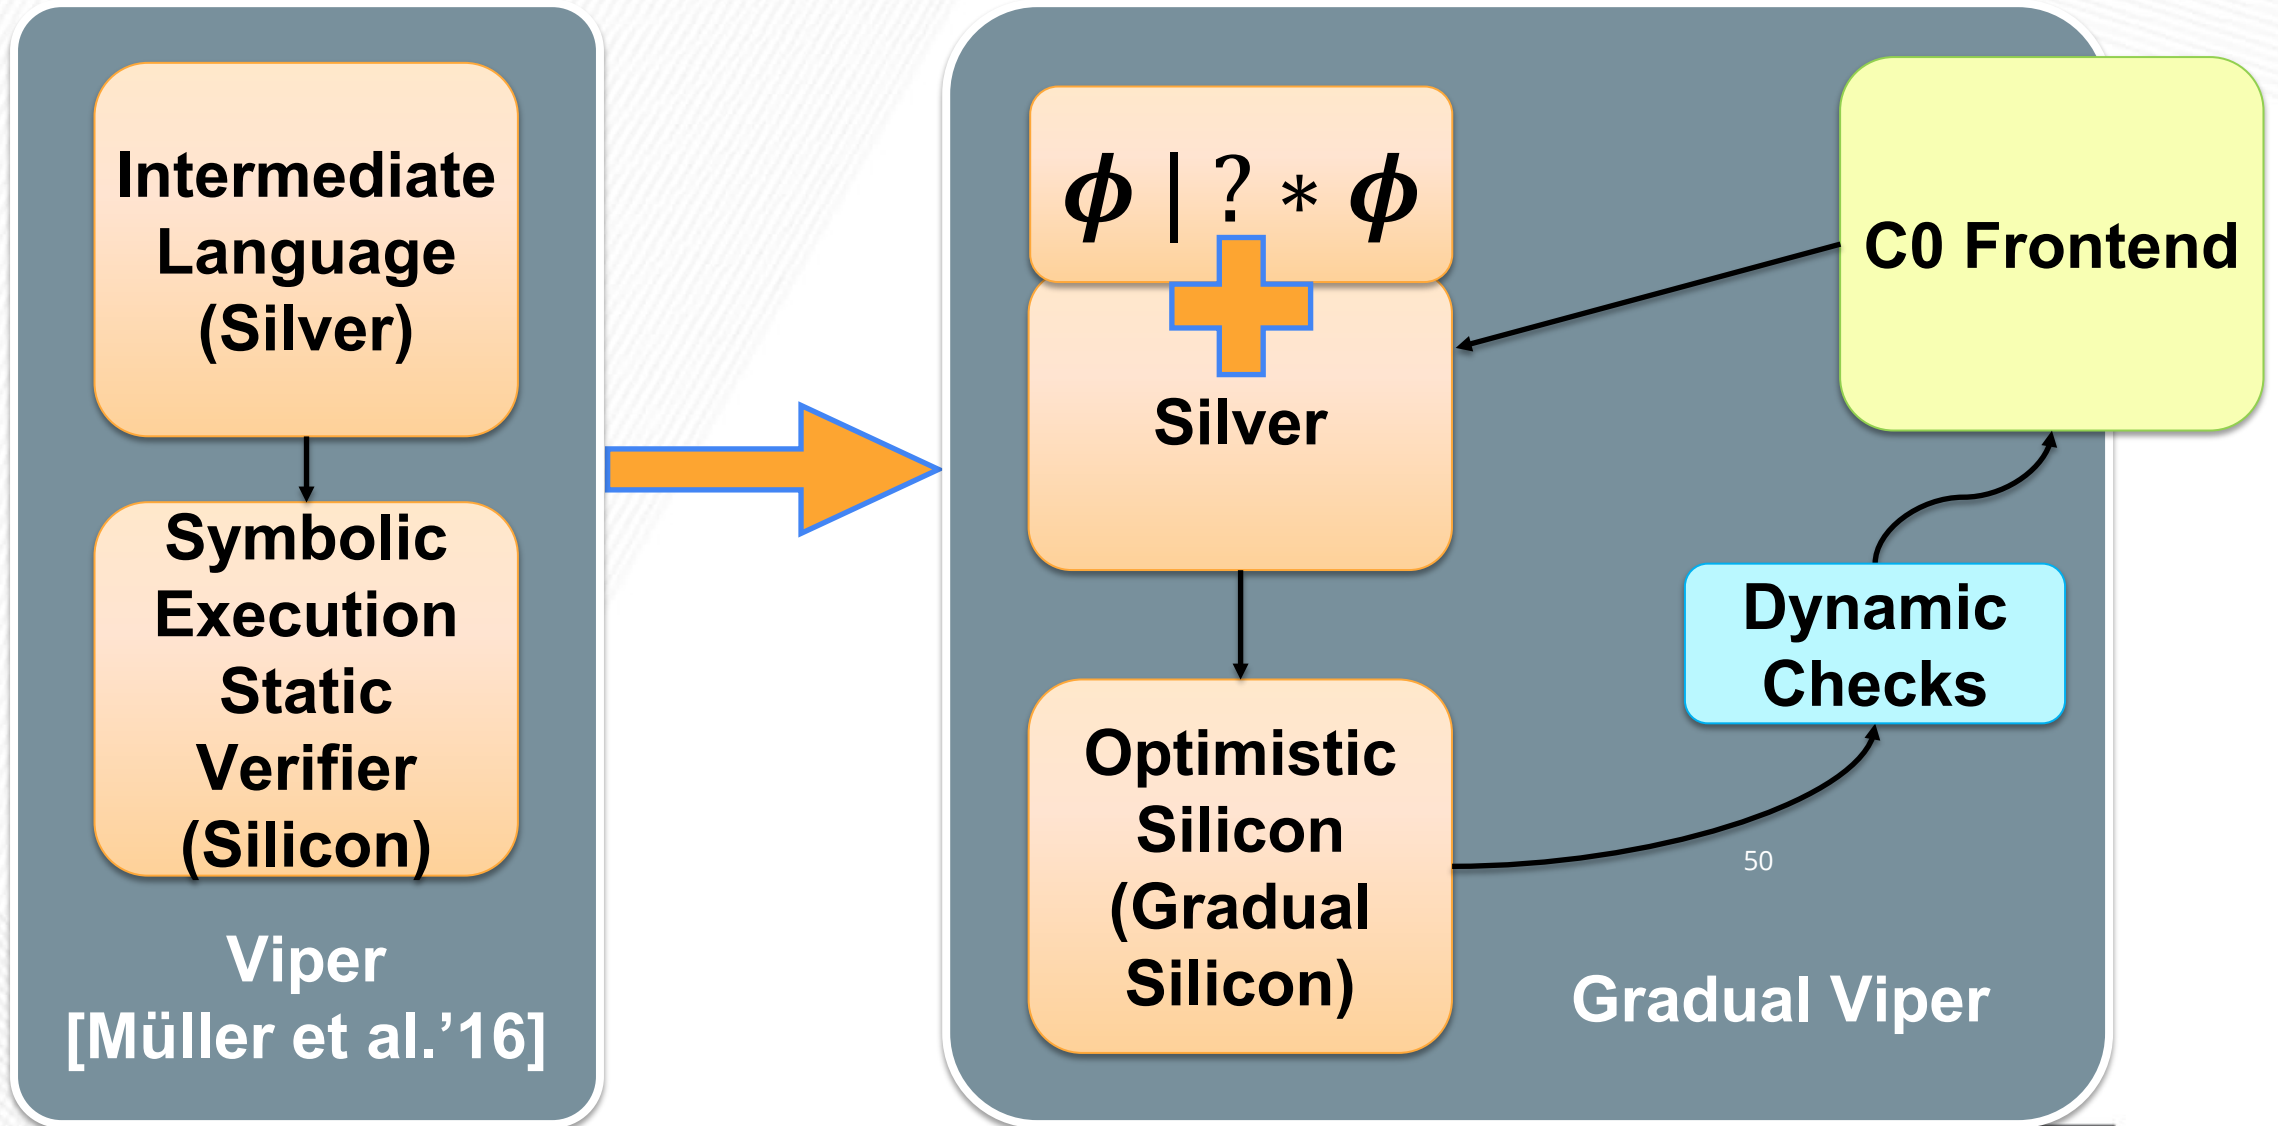 Intermediate
Language
(Silver)
Symbolic
Execution
Static
Verifier
(Silicon)
Viper
[Müller et al.’16]
ϕ | ? * ϕ
Silver
Optimistic
Silicon
(Gradual
Silicon)
C0 Frontend
Dynamic
Checks
50
Gradual Viper